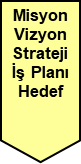 Misyon
Vizyon
Strateji
İş Planı
Hedef